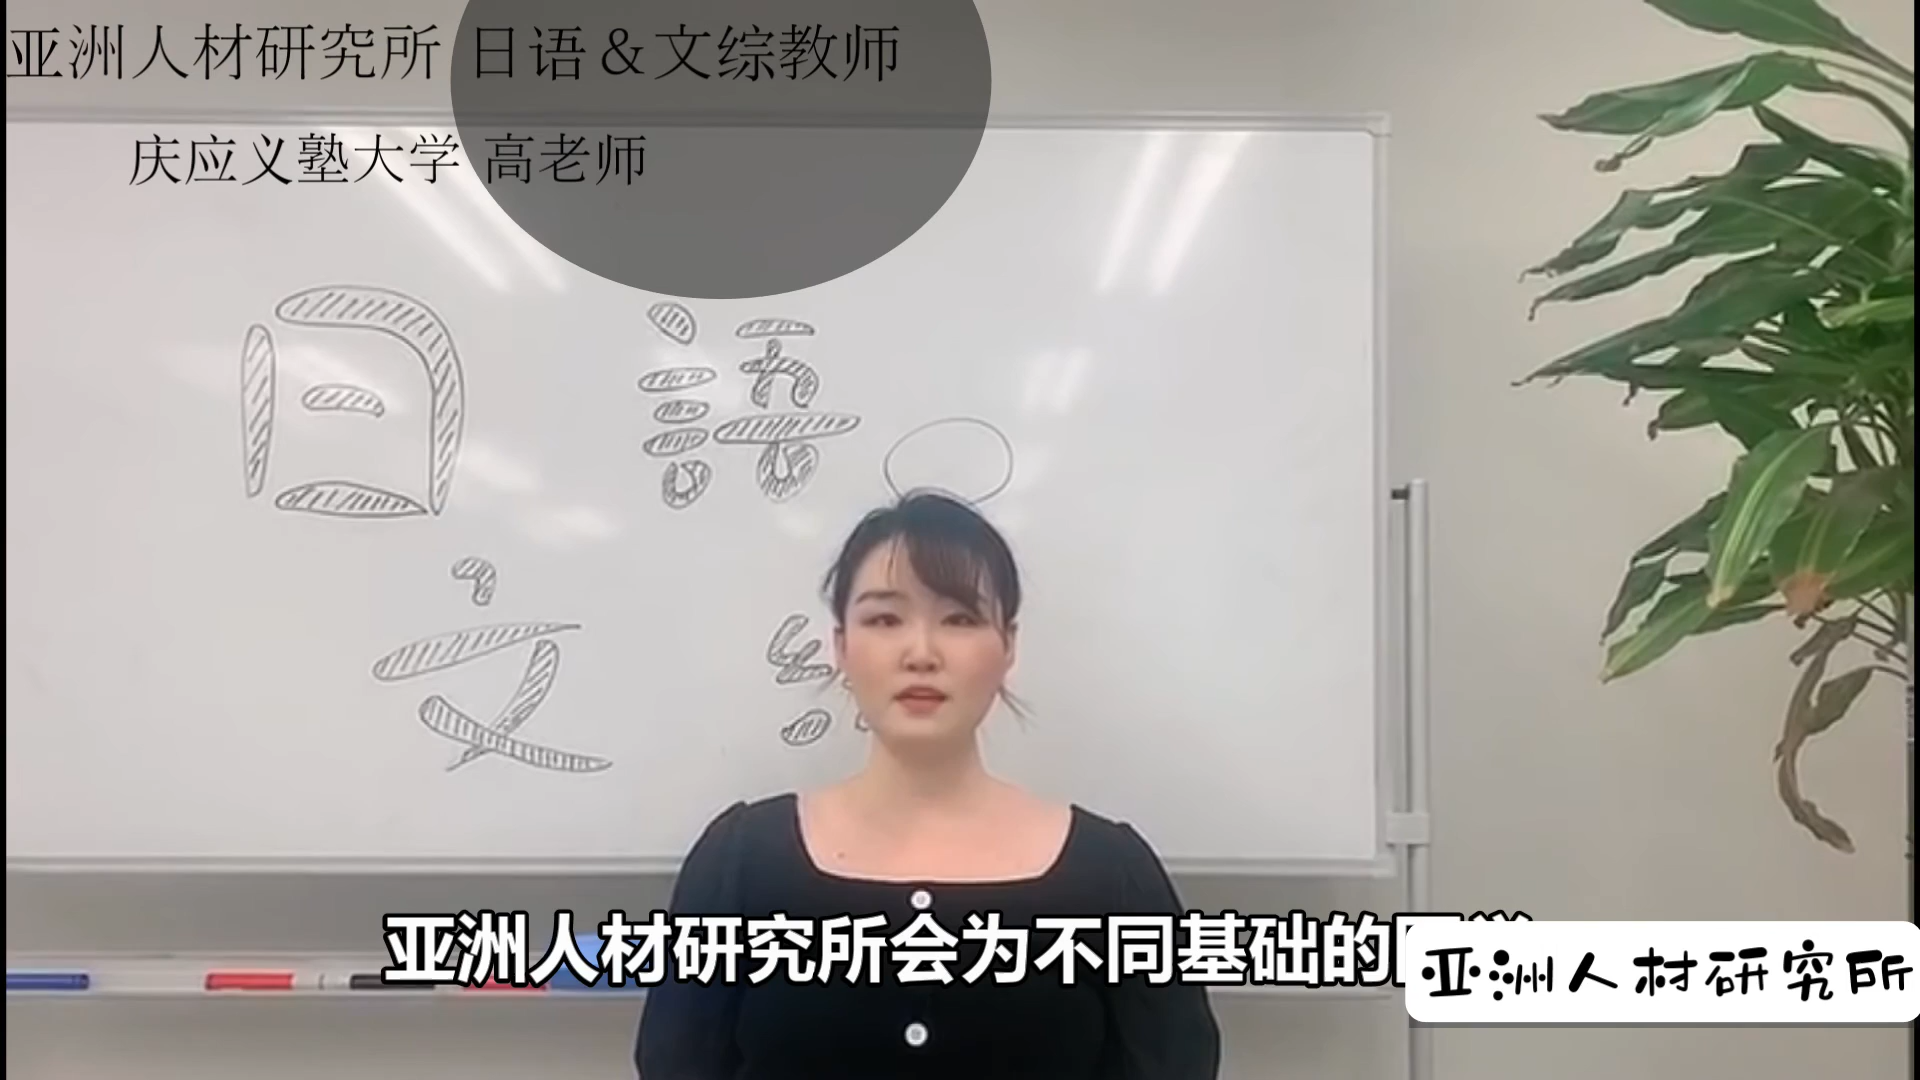 亚洲人材研究所 日语＆文综教师
庆应义塾大学 高老师
日 語
文
亚洲人材研究所会为不同基础的
亚洲人材研究所